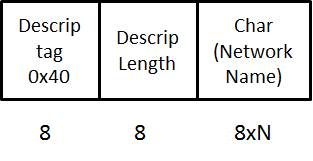 Descrip
tag
0x40
Descrip
Length
Char
(Network
Name)
8
8
8xN